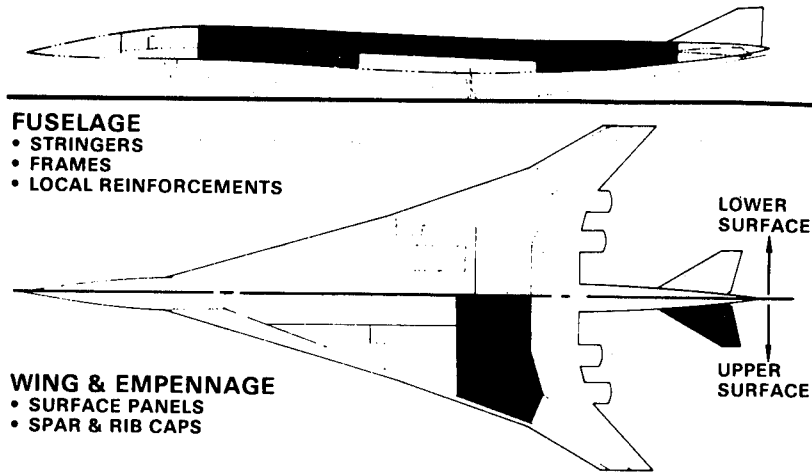 FUSELAGE
• STRINGERS
• FRAMES
• LOCAL REINFORCEMENTS
LOWER
SURFACE
WING & EMPENNAGE
• SURFACE PANELS
• SPAR & RIB CAPS
UPPER
SURFACE